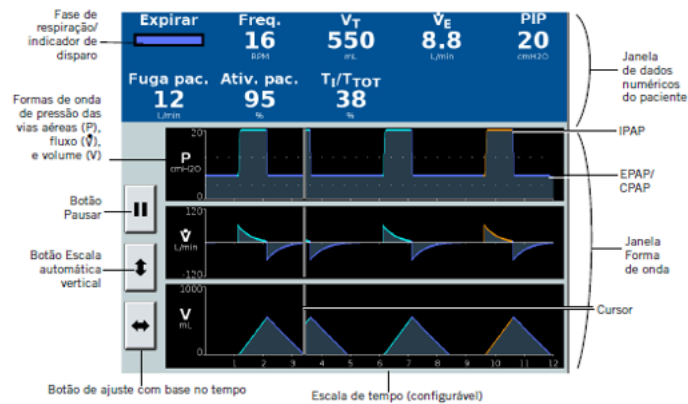 Fase de
respiração/
indicador de
disparo
Expirar
Freq.
16
RPM
VT
550
mL
V̇E
8.8
L/min
PIP
20
cmH2O
Fuga pac.
12
L/min
Ativ. pac.
95
%
TI/TTOT
38
%
Janela
de dados
numéricos
do paciente
Formas de onda
de pressão das
vias aéreas (P),
fluxo (V̇),
e volume (V)
20
P
cmH2O
0
IPAP
EPAP/
CPAP
Botão
Pausar
120
V̇
L/min
-120
Botão Escala
automática
vertical
Janela
Forma
de onda
1000
V
mL
0
Cursor
1 2 3 4 5 6 7 8 9 10 11 12
Botão de ajuste com base no tempo
Escala de tempo (configurável)